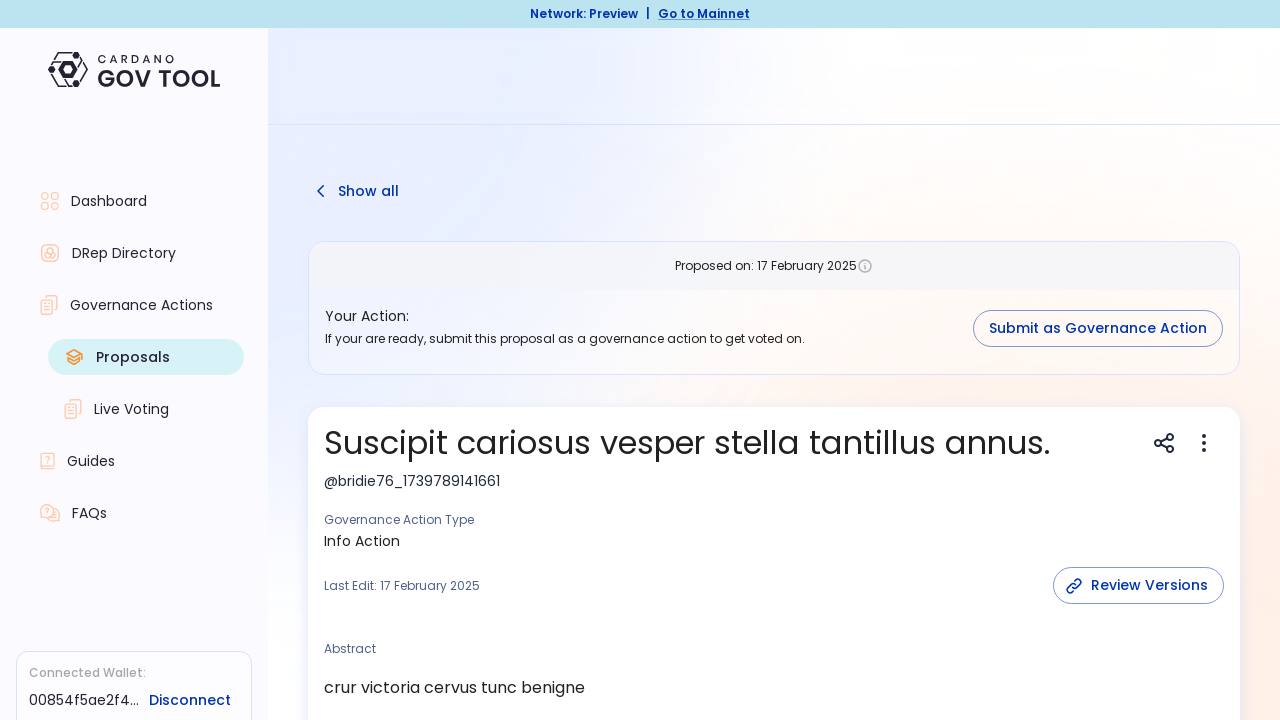 Network: Preview | Go to Mainnet
CARDANO
GOV TOOL
Dashboard
DRep Directory
Governance Actions
Proposals
Live Voting
Guides
FAQs
Connected Wallet:
00854f5ae2f4... Disconnect
Show all
Proposed on: 17 February 2025
Your Action:
If your are ready, submit this proposal as a governance action to get voted on.
Submit as Governance Action
Suscipit cariosus vesper stella tantillus annus.
@bridie76_1739789141661
Governance Action Type
Info Action
Last Edit: 17 February 2025
Review Versions
Abstract
crur victoria cervus tunc benigne